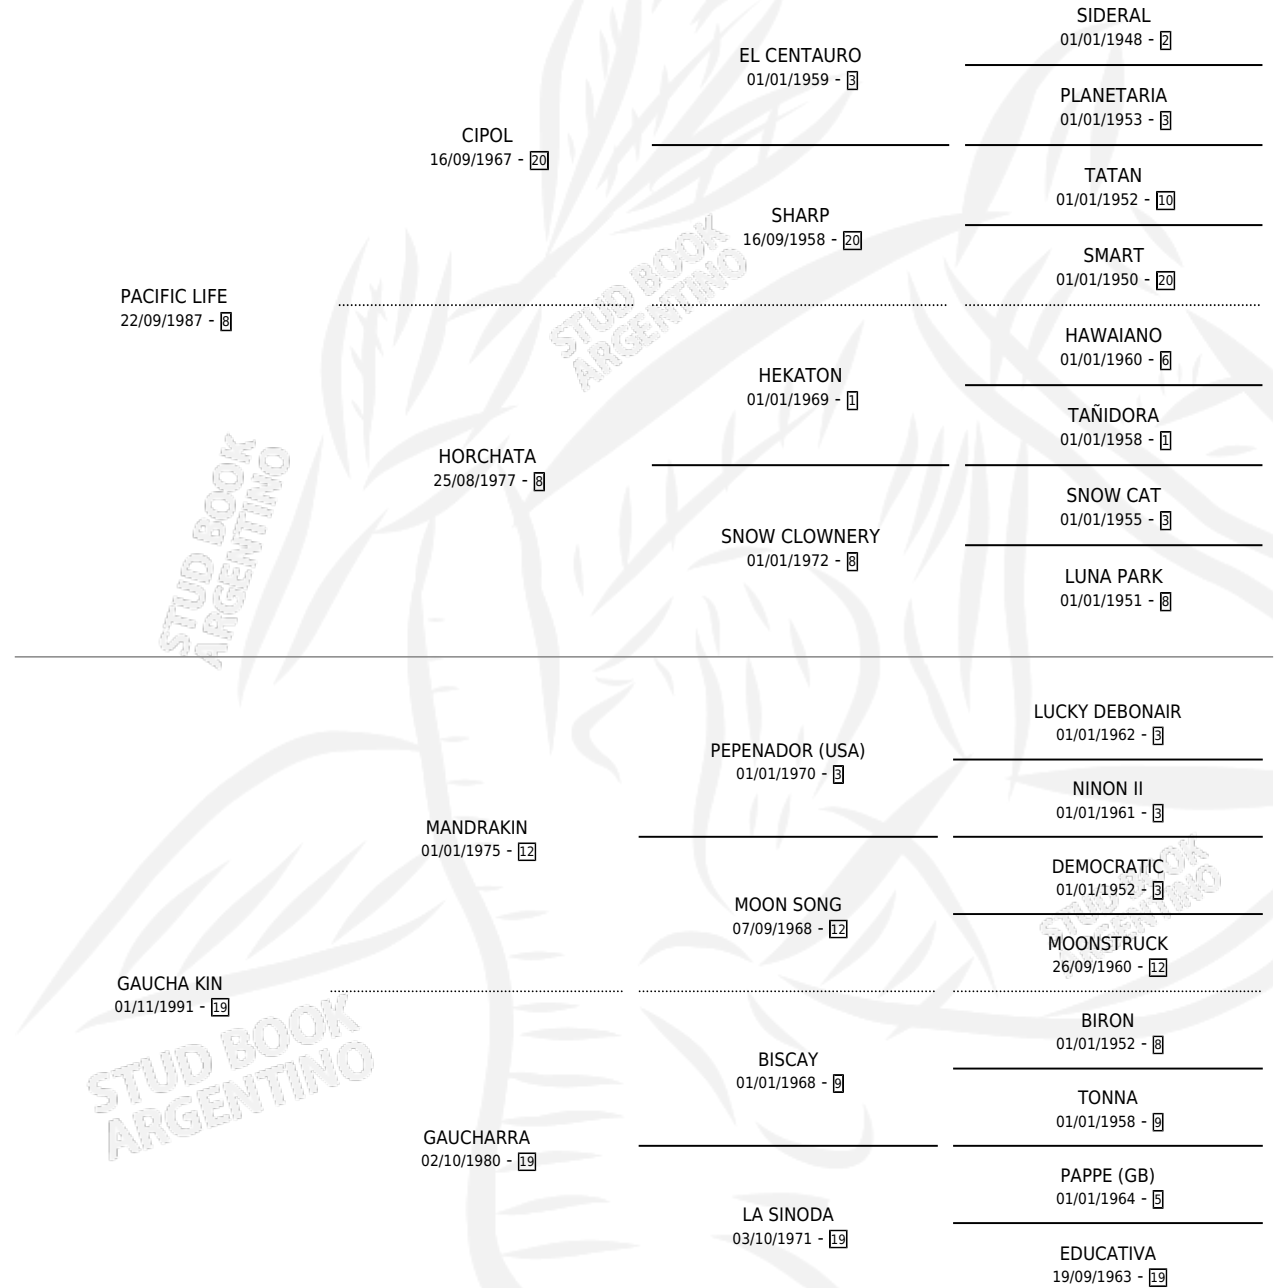 SIDERAL
01/01/1948 - 2
EL CENTAURO
01/01/1959 - 3
PLANETARIA
01/01/1953 - 3
CIPOL
16/09/1967 - 20
TATAN
01/01/1952 - 10
SHARP
16/09/1958 - 20
SMART
01/01/1950 - 20
PACIFIC LIFE
22/09/1987 - 8
HAWAIANO
01/01/1960 - 6
HEKATON
01/01/1969 - 1
TAÑIDORA
01/01/1958 - 1
HORCHATA
25/08/1977 - 8
SNOW CAT
01/01/1955 - 3
SNOW CLOWNERY
01/01/1972 - 8
LUNA PARK
01/01/1951 - 8
STUD BOOK
ARGENTINO
STUD BOOK
ARGENTINO
LUCKY DEBONAIR
01/01/1962 - 3
PEPENADOR (USA)
01/01/1970 - 3
NINON II
01/01/1961 - 3
MANDRAKIN
01/01/1975 - 12
DEMOCRATIC
01/01/1952 - 3
MOON SONG
07/09/1968 - 12
MOONSTRUCK
26/09/1960 - 12
GAUCHA KIN
01/11/1991 - 19
BIRON
01/01/1952 - 8
BISCAY
01/01/1968 - 9
TONNA
01/01/1958 - 9
GAUCHARRA
02/10/1980 - 19
PAPPE (GB)
01/01/1964 - 5
LA SINODA
03/10/1971 - 19
EDUCATIVA
19/09/1963 - 19
STUD BOOK
ARGENTINO
STUD BOOK
ARGENTINO